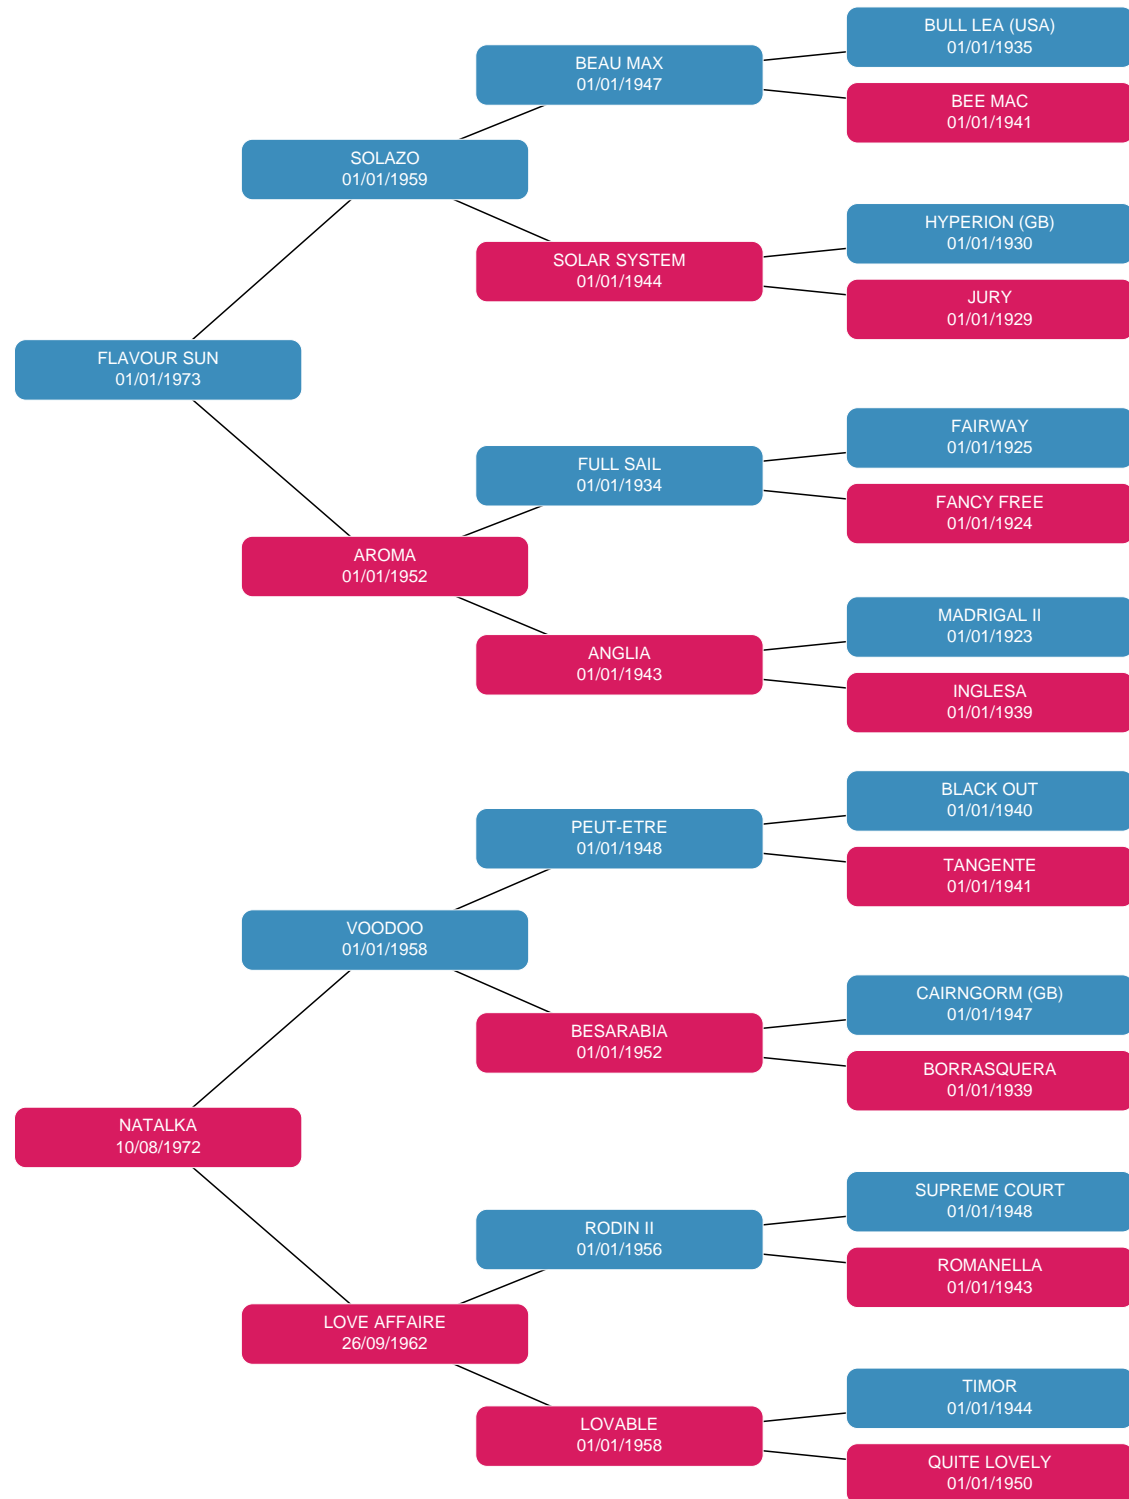 BULL LEA (USA)
01/01/1935
BEAU MAX
01/01/1947
BEE MAC
01/01/1941
SOLAZO
01/01/1959
HYPERION (GB)
01/01/1930
SOLAR SYSTEM
01/01/1944
JURY
01/01/1929
FLAVOUR SUN
01/01/1973
FAIRWAY
01/01/1925
FULL SAIL
01/01/1934
FANCY FREE
01/01/1924
AROMA
01/01/1952
MADRIGAL II
01/01/1923
ANGLIA
01/01/1943
INGLESA
01/01/1939
BLACK OUT
01/01/1940
PEUT-ETRE
01/01/1948
TANGENTE
01/01/1941
VOODOO
01/01/1958
CAIRNGORM (GB)
01/01/1947
BESARABIA
01/01/1952
BORRASQUERA
01/01/1939
NATALKA
10/08/1972
SUPREME COURT
01/01/1948
RODIN II
01/01/1956
ROMANELLA
01/01/1943
LOVE AFFAIRE
26/09/1962
TIMOR
01/01/1944
LOVABLE
01/01/1958
QUITE LOVELY
01/01/1950